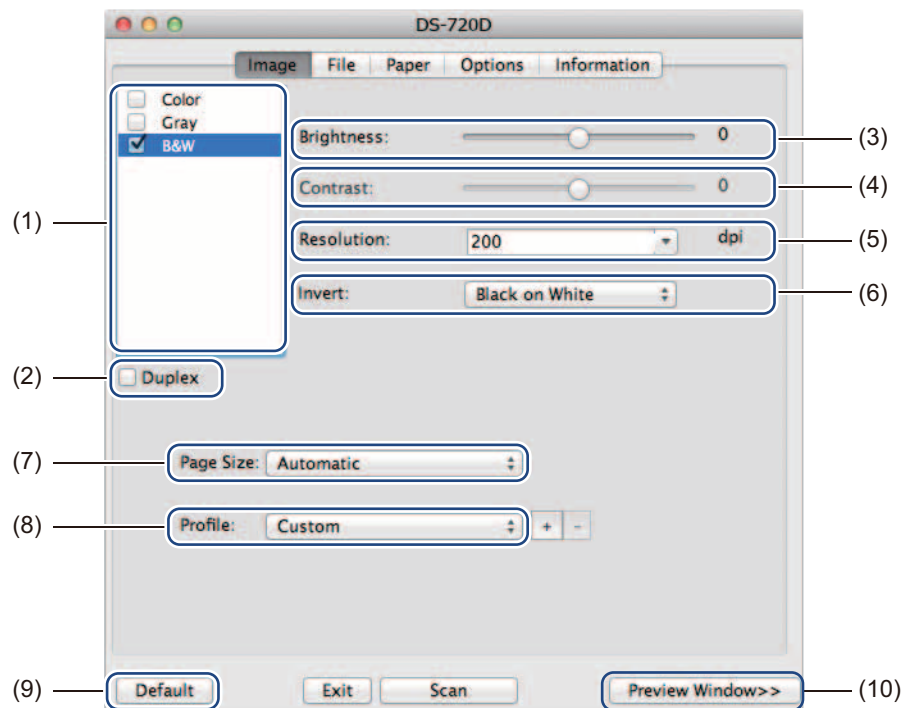 DS-720D
Image File Paper Options Information
Color
Gray
B&W
(1)
Brightness: 0 (3)
Contrast: 0 (4)
Resolution: 200 dpi (5)
Invert: Black on White (6)
(2) Duplex
(7) Page Size: Automatic
(8) Profile: Custom + -
(9) Default Exit Scan Preview Window>> (10)